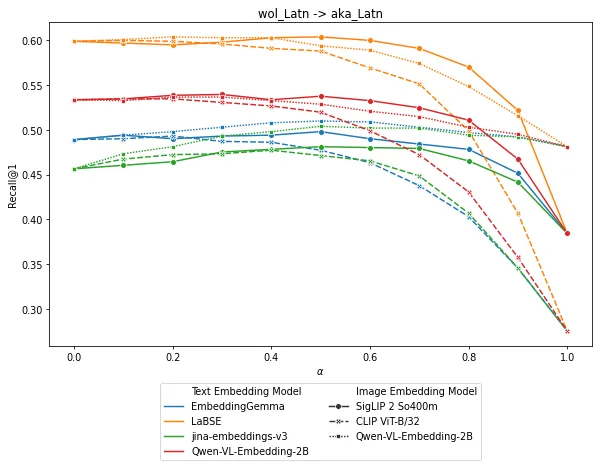 wol_Latn -> aka_Latn
Recall@1
0.60
0.55
0.50
0.45
0.40
0.35
0.30
0.0
0.2
0.4
0.6
0.8
1.0
α
Text Embedding Model
EmbeddingGemma
LaBSE
jina-embeddings-v3
Qwen-VL-Embedding-2B
Image Embedding Model
SigLIP 2 So400m
CLIP ViT-B/32
Qwen-VL-Embedding-2B